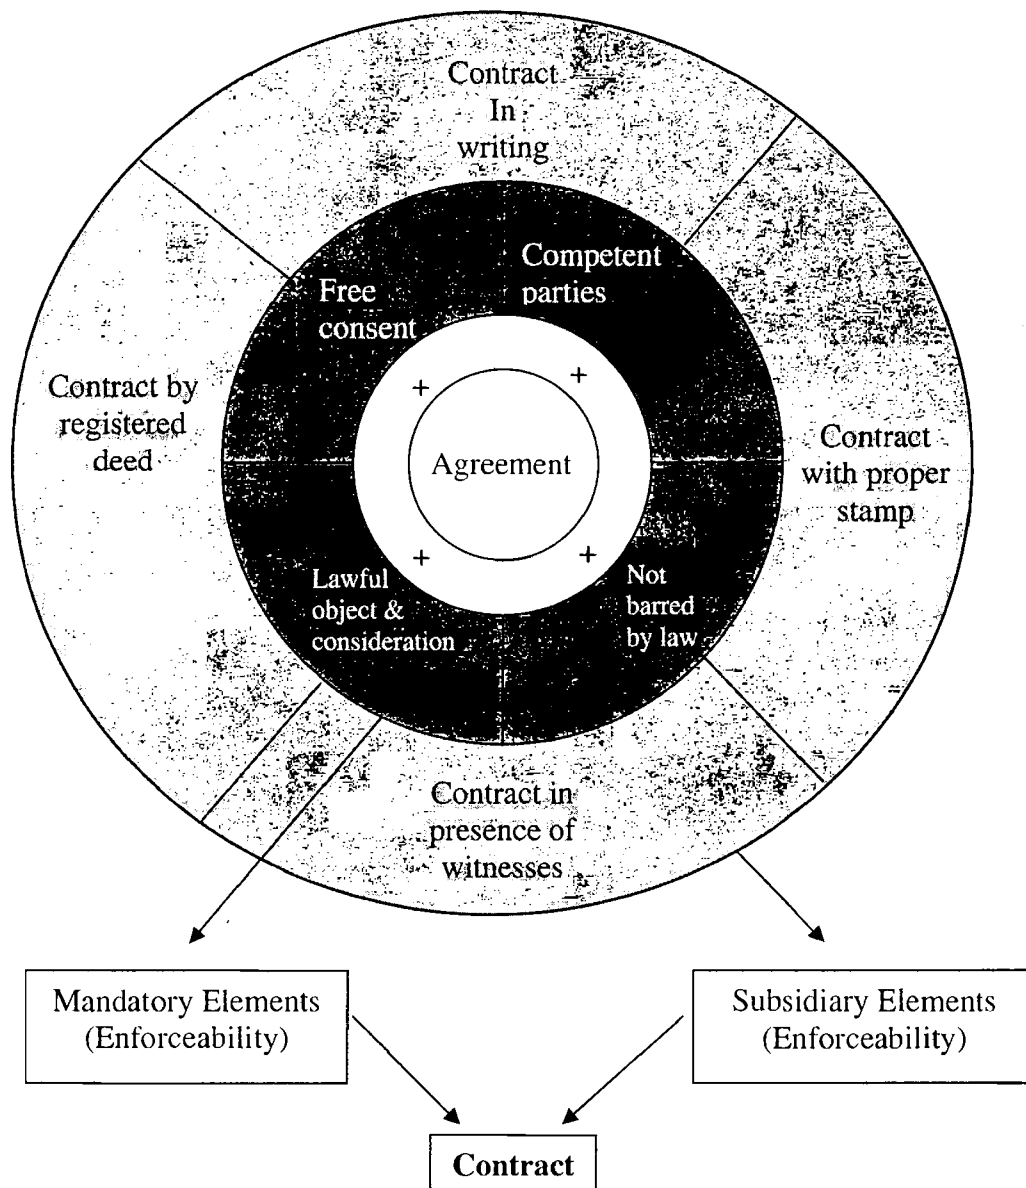 Contract
In
writing
Competent
parties
Free
consent
Contract by
registered
deed
+ +
Agreement
Contract
with proper
stamp
+ +
Lawful
object &
consideration
Not
barred
by law
Contract in
presence of
witnesses
Mandatory Elements
(Enforceability)
Subsidiary Elements
(Enforceability)
Contract